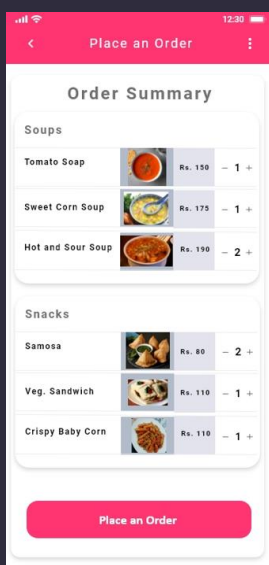 12:30
Place an Order
Order Summary
Soups
Tomato Soap Rs. 150 − 1 +
Sweet Corn Soup Rs. 175 − 1 +
Hot and Sour Soup Rs. 190 − 2 +
Snacks
Samosa Rs. 80 − 2 +
Veg. Sandwich Rs. 110 − 1 +
Crispy Baby Corn Rs. 110 − 1 +
Place an Order